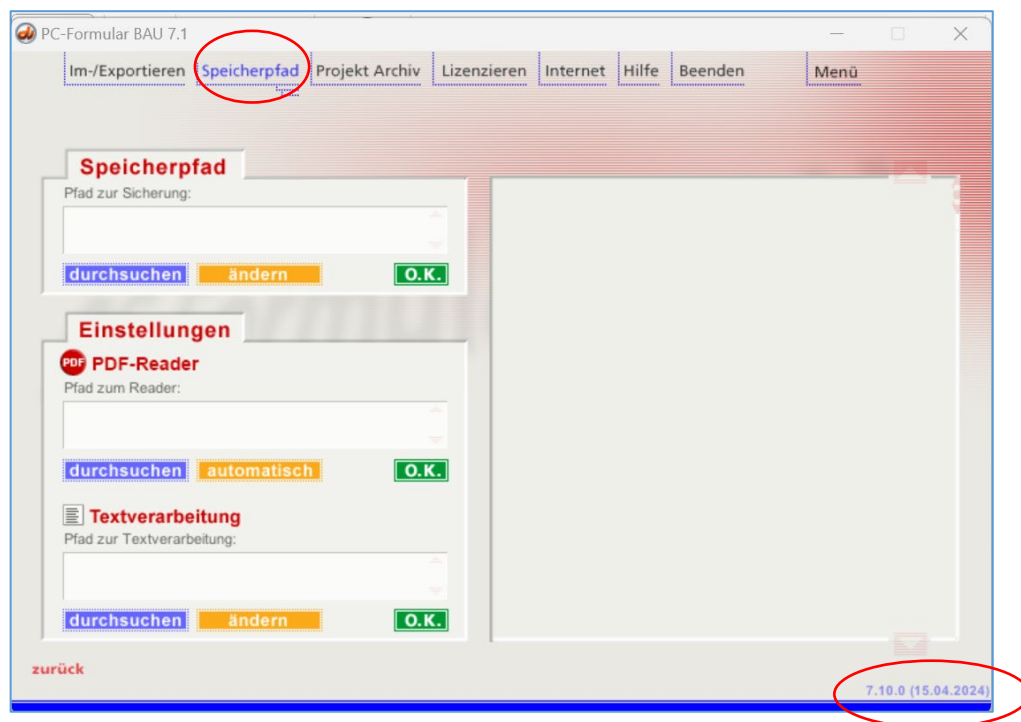 PC-Formular BAU 7.1
Im-/Exportieren Speicherpfad Projekt Archiv Lizenzieren Internet Hilfe Beenden Menü
Speicherpfad
Pfad zur Sicherung:
durchsuchen ändern O.K.
Einstellungen
PDF PDF-Reader
Pfad zum Reader:
durchsuchen automatisch O.K.
Textverarbeitung
Pfad zur Textverarbeitung:
durchsuchen ändern O.K.
zurück
7.10.0 (15.04.2024)